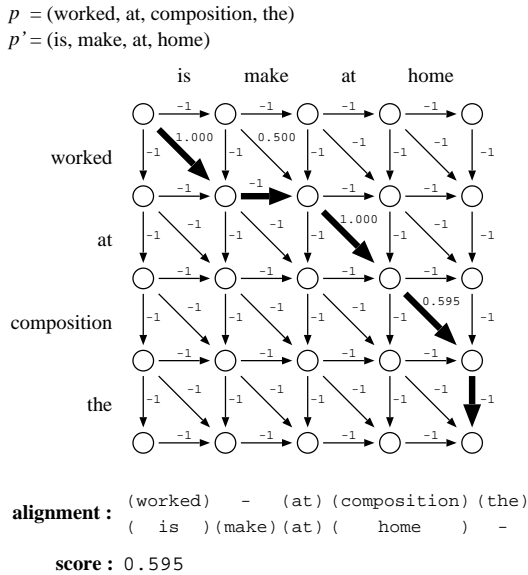 p = (worked, at, composition, the)
p' = (is, make, at, home)
is make at home
-1 -1 -1 -1
1.000 0.500 -1 -1
worked -1 -1 -1 -1 -1
-1 -1 -1 -1
-1 -1 1.000 -1
at -1 -1 -1 -1 -1
-1 -1 -1 -1
-1 -1 -1 0.595
composition -1 -1 -1 -1 -1
-1 -1 -1 -1
-1 -1 -1 -1
the -1 -1 -1 -1 -1
-1 -1 -1 -1
alignment : (worked) - (at) (composition) (the)
( is )(make)(at)( home ) -
score : 0.595